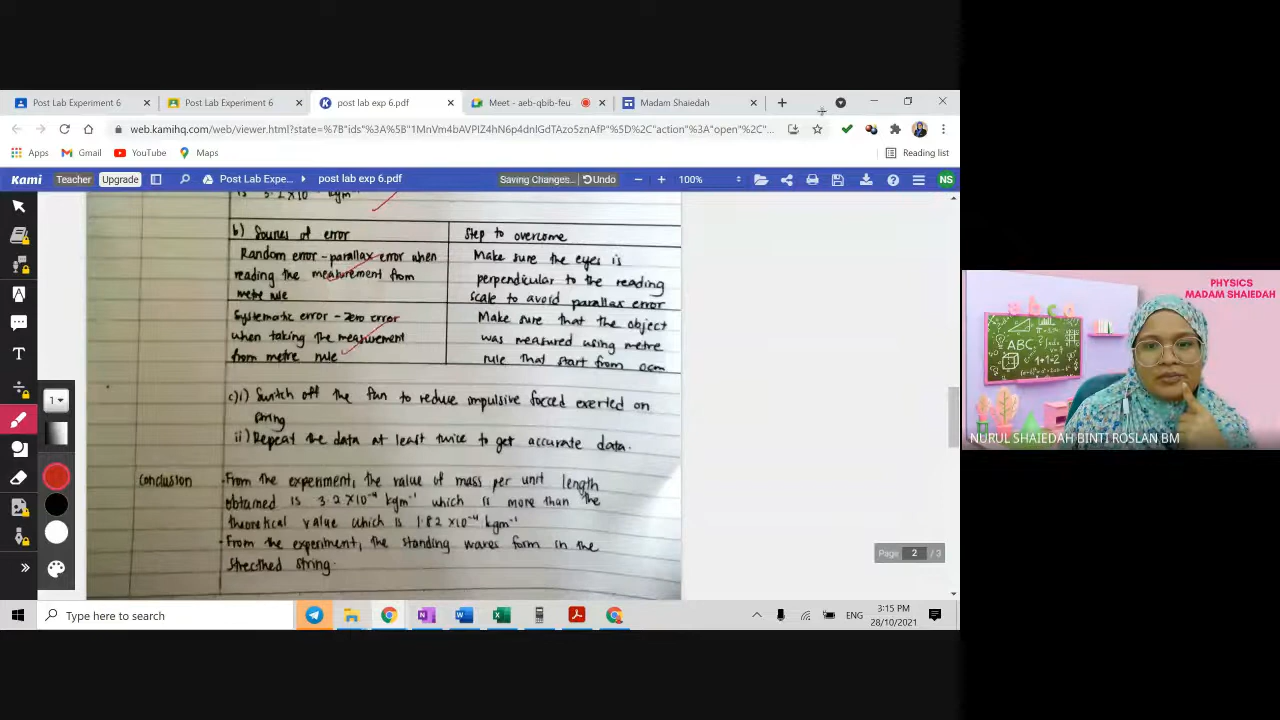 Post Lab Experiment 6
Post Lab Experiment 6
post lab exp 6.pdf
Meet - aeb-qbib-feu
Madam Shaiedah
web.kamihq.com/web/viewer.html?state=%7B"ids"%3A%5B"1MnVm4bAVPlZ4hN6p4dnIGdTAzo5znAfP"%5D%2C"action"%3A"open"%2C"...
Apps
Gmail
YouTube
Maps
Reading list
Kami
Teacher
Upgrade
Post Lab Expe...
post lab exp 6.pdf
Saving Changes...
Undo
100%
NS
b) Sources of error
Step to overcome
Random error - parallax error when
reading the measurement from
metre rule
Make sure the eyes is
perpendicular to the reading
scale to avoid parallax error
Systematic error - zero error
when taking the measurement
from metre rule
Make sure that the object
was measured using metre
rule that start from 0cm
c)i) Switch off the fan to reduce impulsive forced exerted on
string
ii) Repeat the data at least twice to get accurate data.
Conclusion
- From the experiment, the value of mass per unit length
obtained is 3.2 x 10⁻⁴ kgm⁻¹ which is more than the
theoretical value which is 1.82 x 10⁻⁴ kgm⁻¹
- From the experiment, the standing waves form in the
strecthed string.
1
Page 2 / 3
Type here to search
ENG
3:15 PM
28/10/2021
PHYSICS
MADAM SHAIEDAH
ABC
1+1=2
NURUL SHAIEDAH BINTI ROSLAN BM